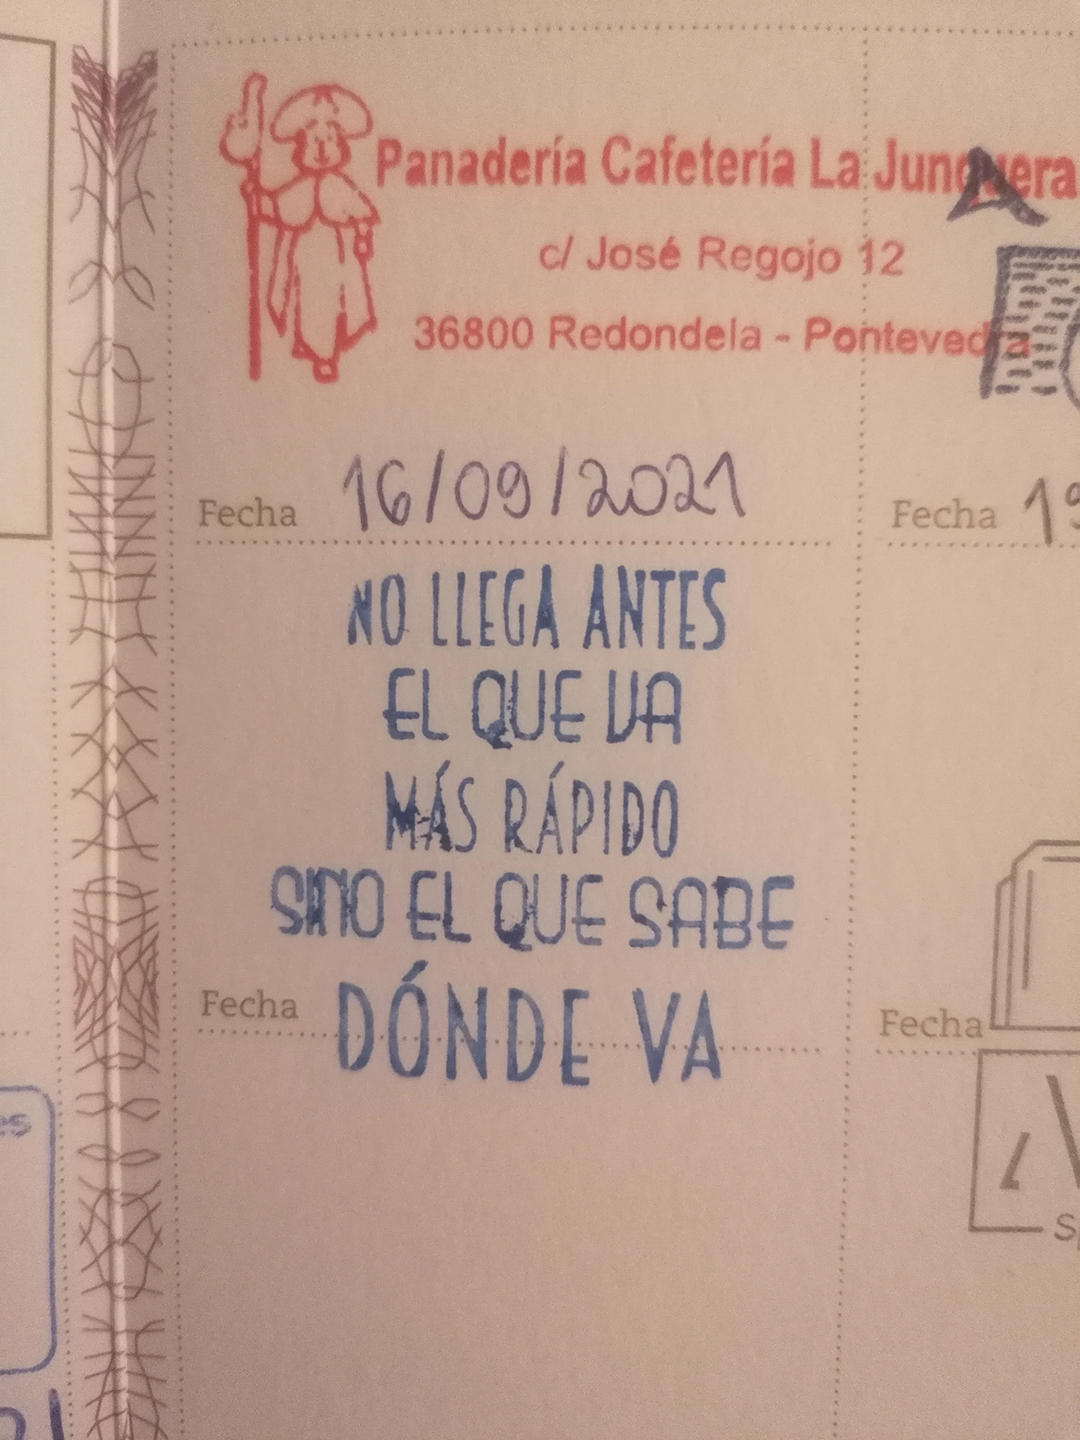 Panadería Cafetería La Junquera
c/ José Regojo 12
36800 Redondela - Pontevedra
Fecha 16/09/2021
Fecha
NO LLEGA ANTES
EL QUE VA
MÁS RÁPIDO
SINO EL QUE SABE
Fecha DÓNDE VA
Fecha
es